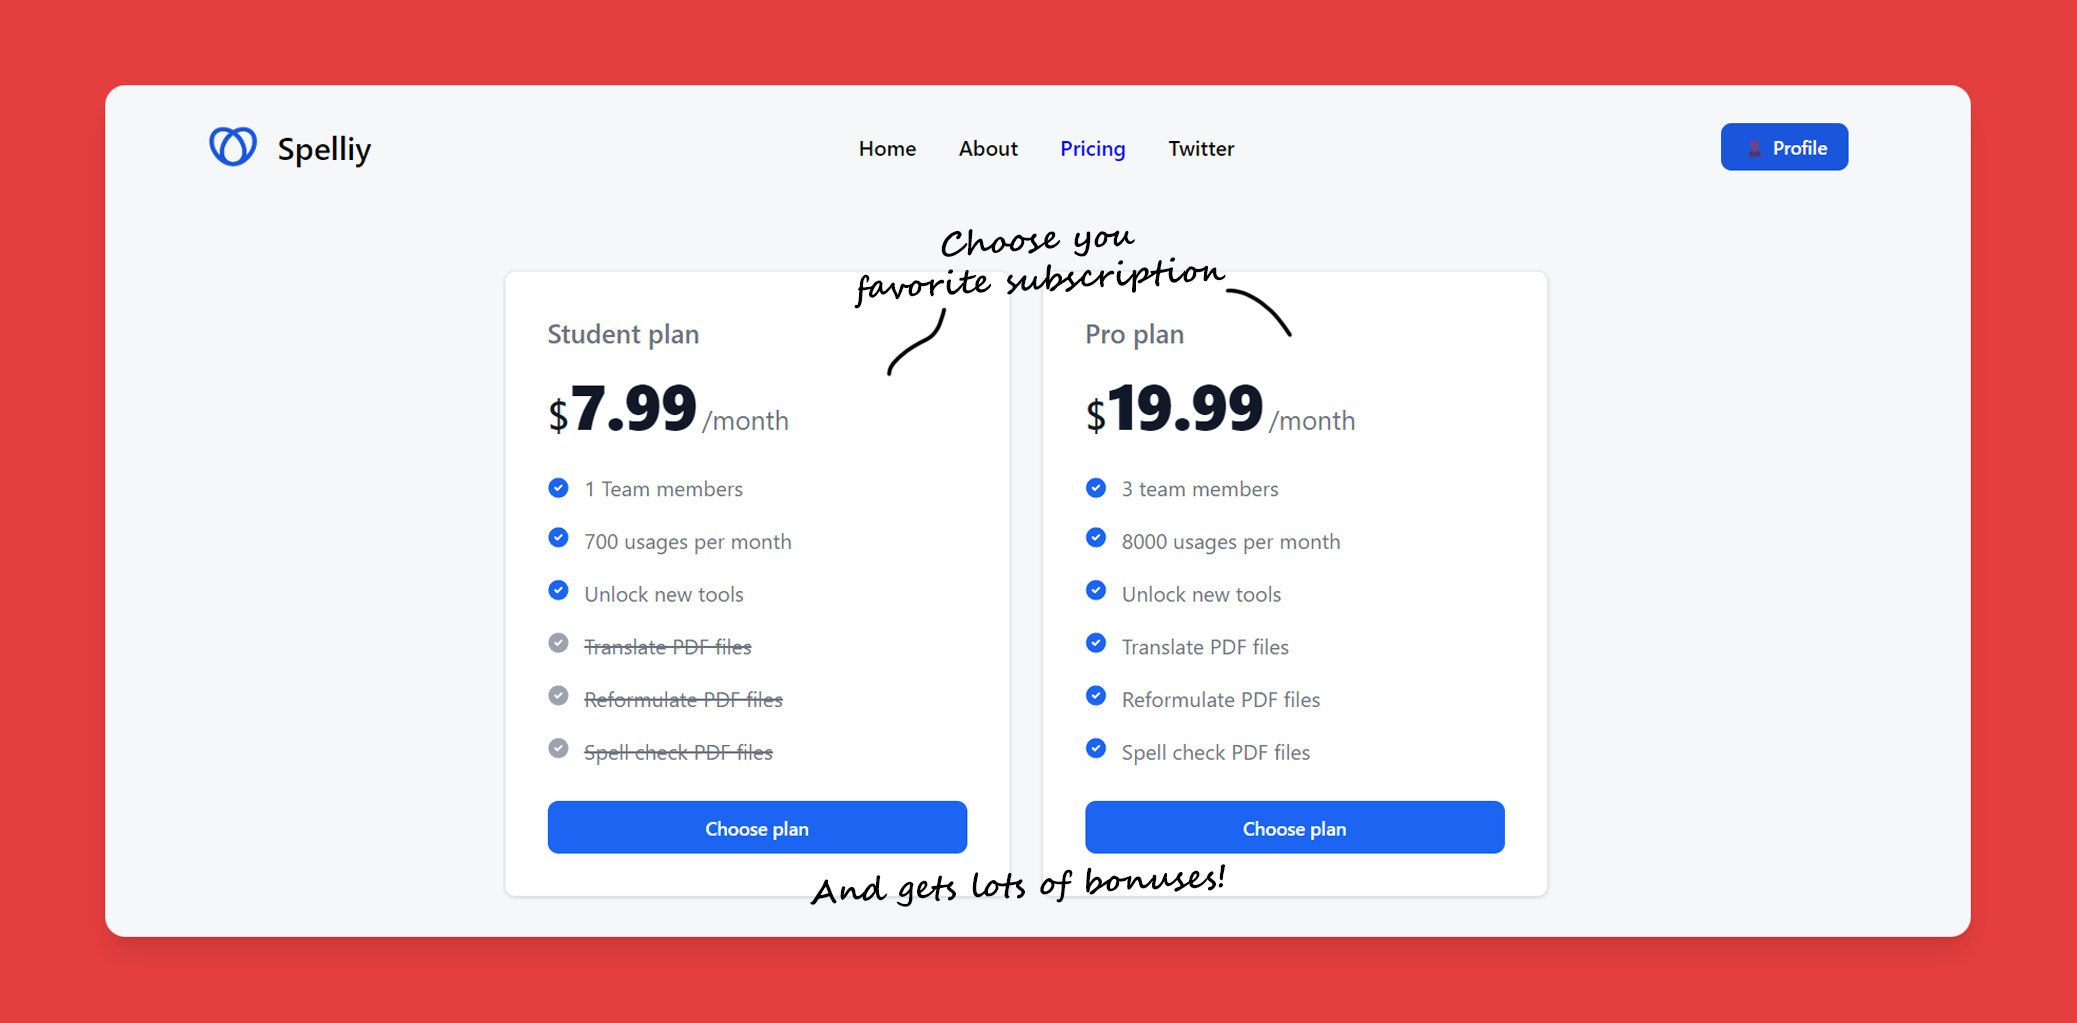 Spelliy
Home About Pricing Twitter
Profile
Choose you
favorite subscription
Student plan
$7.99/month
1 Team members
700 usages per month
Unlock new tools
Translate PDF files
Reformulate PDF files
Spell check PDF files
Choose plan
Pro plan
$19.99/month
3 team members
8000 usages per month
Unlock new tools
Translate PDF files
Reformulate PDF files
Spell check PDF files
Choose plan
And gets lots of bonuses!